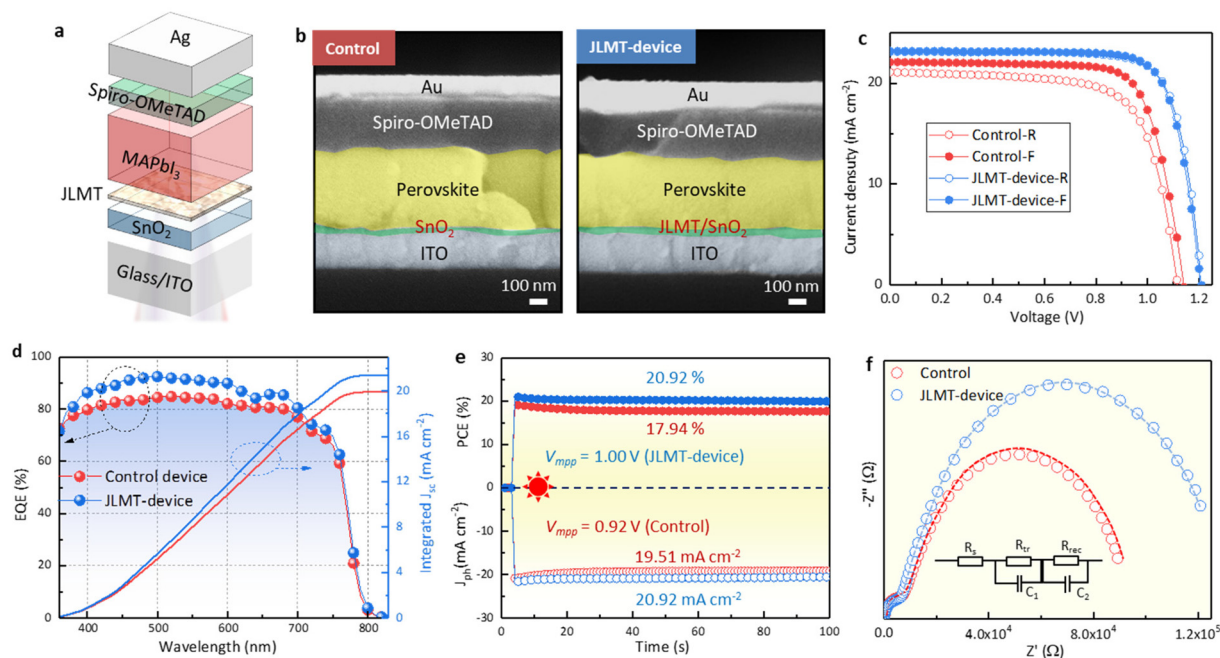 a
Ag
Spiro-OMeTAD
MAPbI3
JLMT
SnO2
Glass/ITO
b
Control
Au
Spiro-OMeTAD
Perovskite
SnO2
ITO
100 nm
JLMT-device
Au
Spiro-OMeTAD
Perovskite
JLMT/SnO2
ITO
100 nm
c
Current densuty (mA cm⁻²)
20
10
0
Control-R
Control-F
JLMT-device-R
JLMT-device-F
0.0 0.2 0.4 0.6 0.8 1.0 1.2
Voltage (V)
d
EQE (%)
100
80
60
40
20
0
Control device
JLMT-device
Integrated Jsc (mA cm⁻²)
24
20
16
12
8
4
0
400 500 600 700 800
Wavelength (nm)
e
PCE (%)
Jph(mA cm⁻²)
30
20
10
0
-10
-20
-30
20.92 %
17.94 %
Vmpp = 1.00 V (JLMT-device)
Vmpp = 0.92 V (Control)
19.51 mA cm⁻²
20.92 mA cm⁻²
0 20 40 60 80 100
Time (s)
f
Control
JLMT-device
-Z'' (Ω)
Rs
Rtr
Rrec
C1
C2
0 4.0x10⁴ 8.0x10⁴ 1.2x10⁵
Z' (Ω)